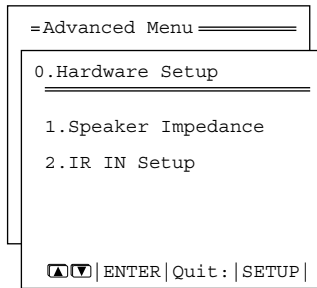 =Advanced Menu
0.Hardware Setup
1.Speaker Impedance
2.IR IN Setup
▲▼|ENTER|Quit:|SETUP|